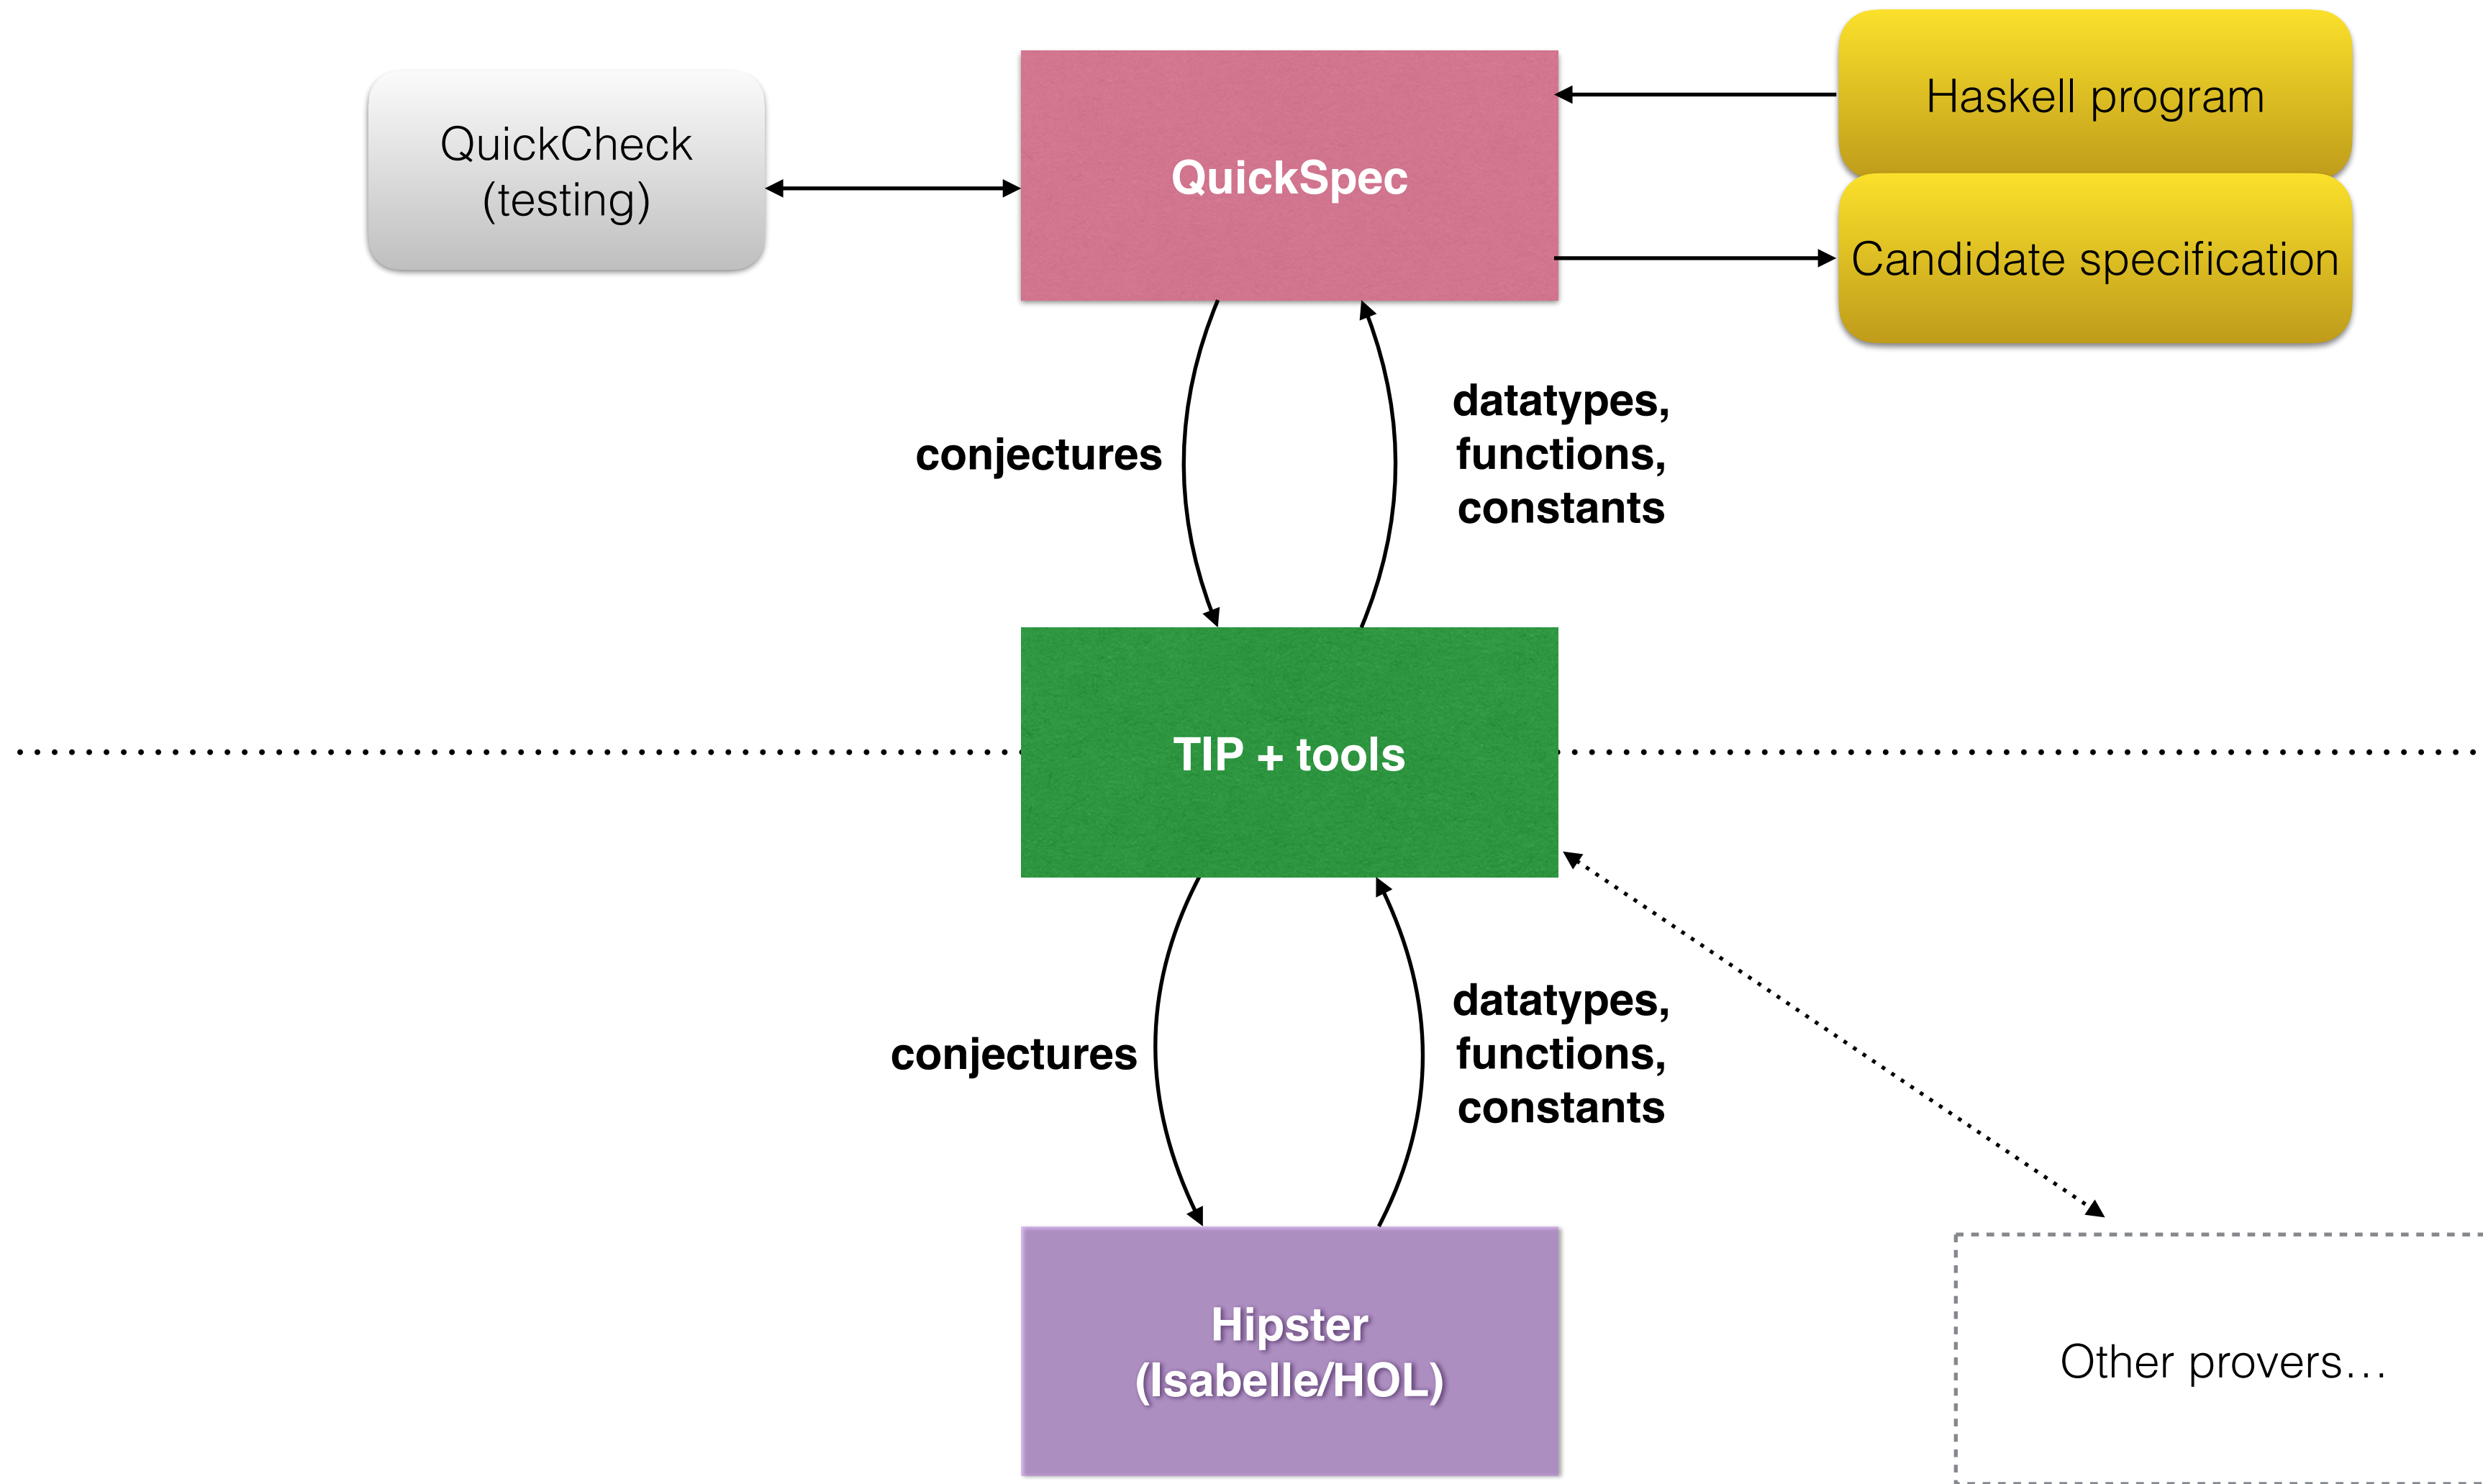 QuickCheck
(testing)
QuickSpec
Haskell program
Candidate specification
conjectures
datatypes,
functions,
constants
TIP + tools
conjectures
datatypes,
functions,
constants
Hipster
(Isabelle/HOL)
Other provers…